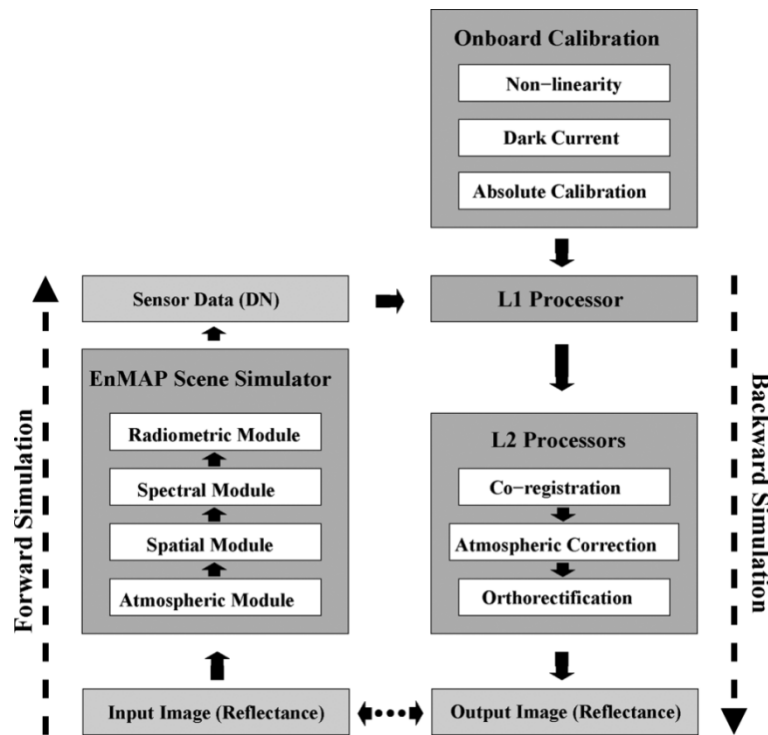 Onboard Calibration
Non−linearity
Dark Current
Absolute Calibration
Sensor Data (DN)
L1 Processor
EnMAP Scene Simulator
Radiometric Module
Spectral Module
Spatial Module
Atmospheric Module
L2 Processors
Co−registration
Atmospheric Correction
Orthorectification
Input Image (Reflectance)
Output Image (Reflectance)
Forward Simulation
Backward Simulation